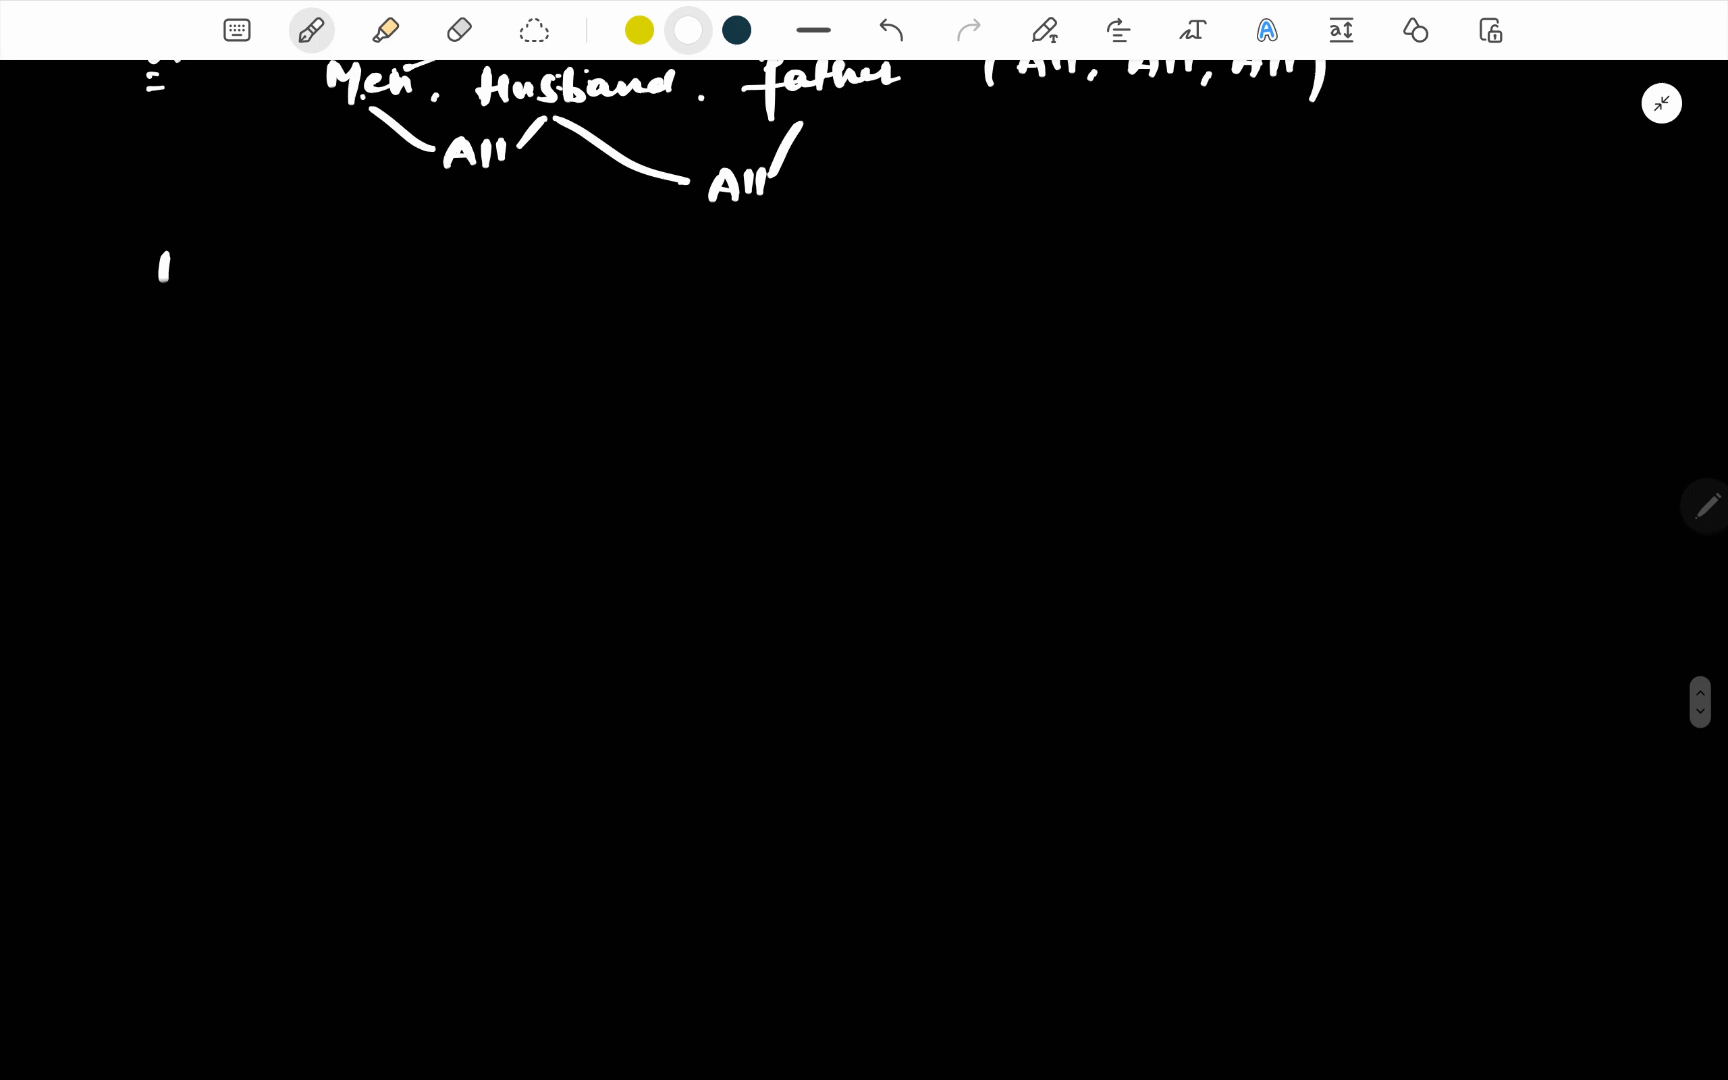 = Men, Husband, father (All, All, All)
All All